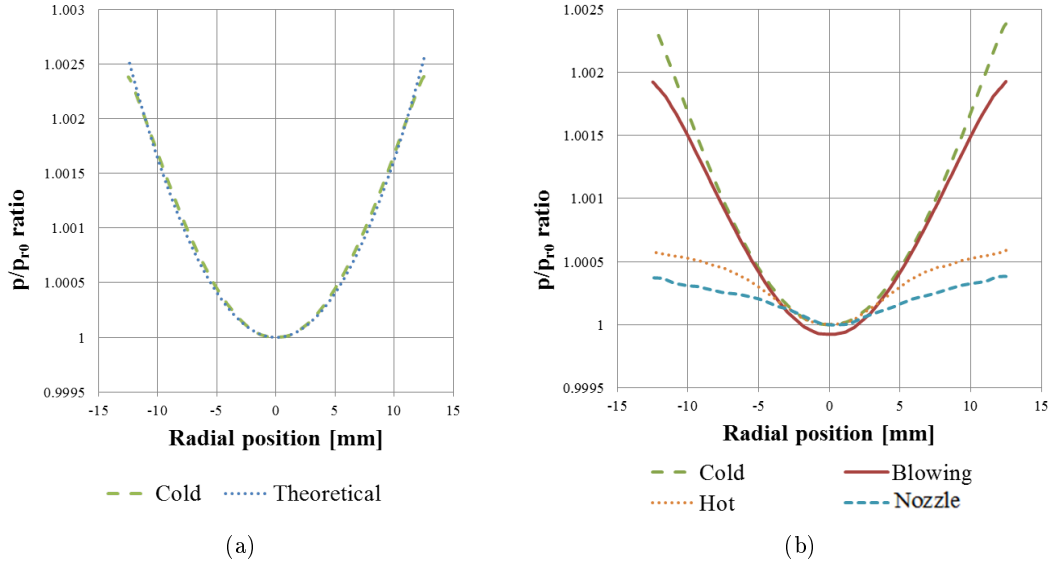 1.003
1.0025
1.002
1.0015
1.001
1.0005
1
0.9995
-15 -10 -5 0 5 10 15
p/pr0 ratio
Radial position [mm]
Cold Theoretical
(a)
1.0025
1.002
1.0015
1.001
1.0005
1
0.9995
-15 -10 -5 0 5 10 15
p/pr0 ratio
Radial position [mm]
Cold Blowing
Hot Nozzle
(b)